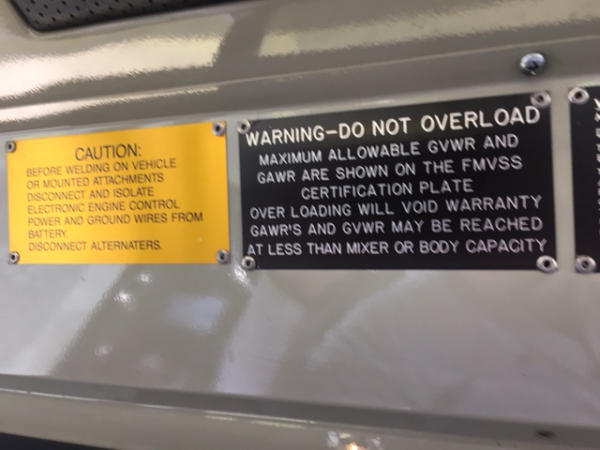 CAUTION:
BEFORE WELDING ON VEHICLE
OR MOUNTED ATTACHMENTS
DISCONNECT AND ISOLATE
ELECTRONIC ENGINE CONTROL
POWER AND GROUND WIRES FROM
BATTERY.
DISCONNECT ALTERNATERS.
WARNING-DO NOT OVERLOAD
MAXIMUM ALLOWABLE GVWR AND
GAWR ARE SHOWN ON THE FMVSS
CERTIFICATION PLATE
OVER LOADING WILL VOID WARRANTY
GAWR'S AND GVWR MAY BE REACHED
AT LESS THAN MIXER OR BODY CAPACITY